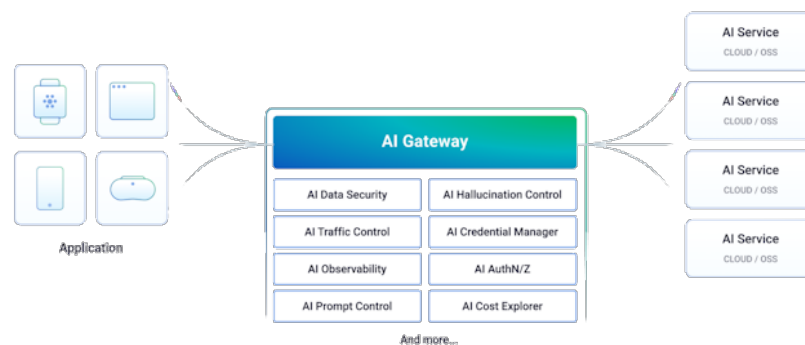 Application
AI Gateway
AI Data Security
AI Hallucination Control
AI Traffic Control
AI Credential Manager
AI Observability
AI AuthN/Z
AI Prompt Control
AI Cost Explorer
And more...
AI Service
CLOUD / OSS
AI Service
CLOUD / OSS
AI Service
CLOUD / OSS
AI Service
CLOUD / OSS